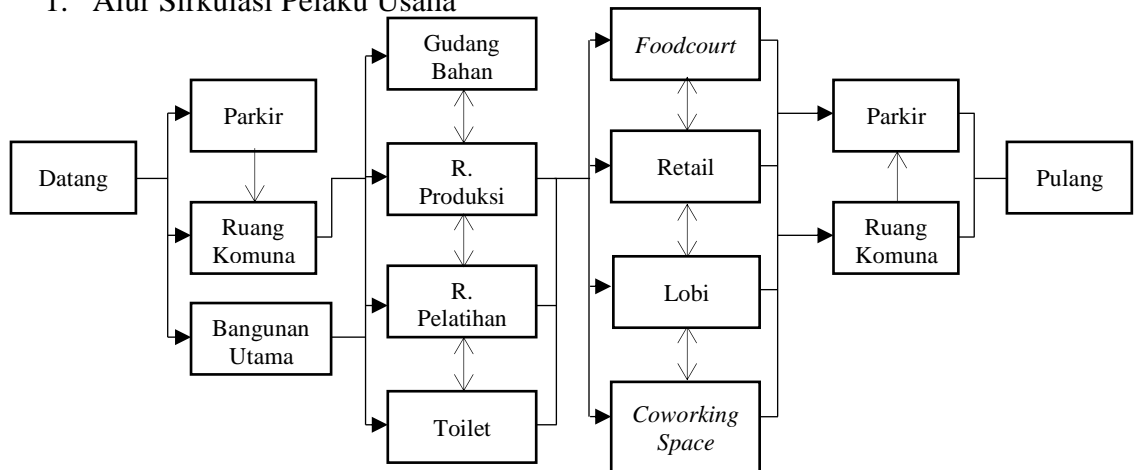 1. Alur Sirkulasi Pelaku Usaha
Datang
Parkir
Ruang
Komuna
Bangunan
Utama
Gudang
Bahan
R.
Produksi
R.
Pelatihan
Toilet
Foodcourt
Retail
Lobi
Coworking
Space
Parkir
Ruang
Komuna
Pulang